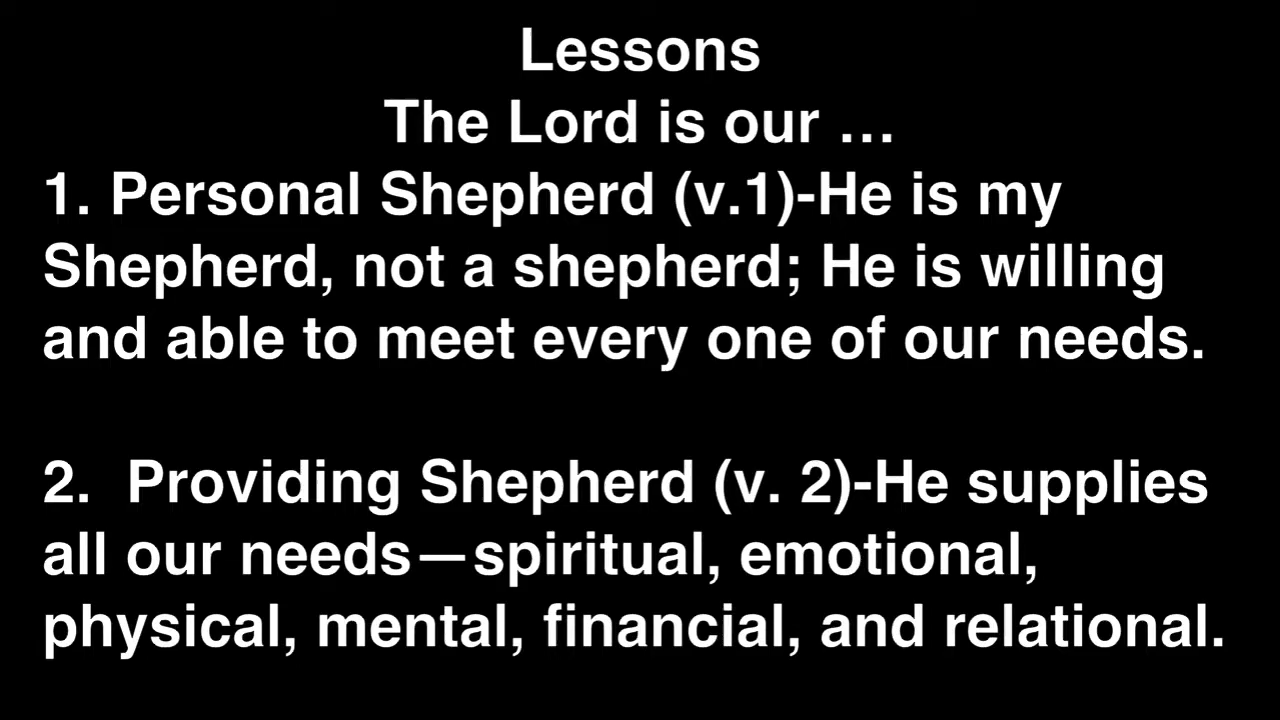 Lessons
The Lord is our …
1. Personal Shepherd (v.1)-He is my
Shepherd, not a shepherd; He is willing
and able to meet every one of our needs.
2.  Providing Shepherd (v. 2)-He supplies
all our needs—spiritual, emotional,
physical, mental, financial, and relational.